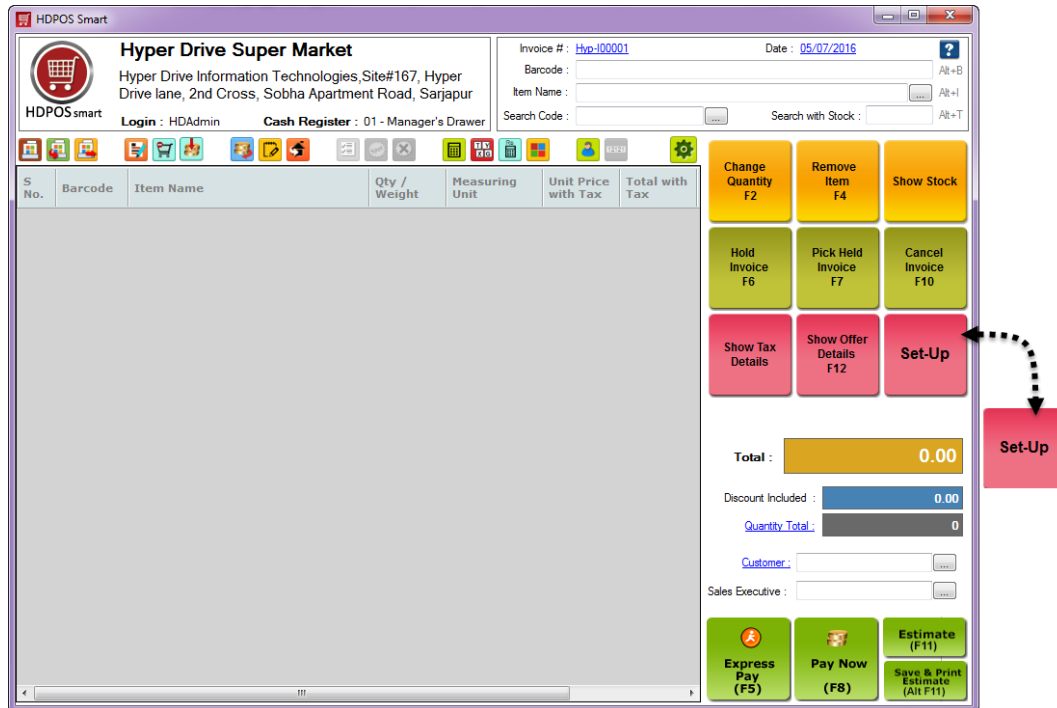 HDPOS Smart
Hyper Drive Super Market
Hyper Drive Information Technologies,Site#167, Hyper
Drive lane, 2nd Cross, Sobha Apartment Road, Sarjapur
HDPOS smart
Login : HDAdmin Cash Register : 01 - Manager's Drawer
Invoice # : Hyp-I00001 Date : 05/07/2016 ?
Barcode : Alt+B
Item Name : ... Alt+I
Search Code : ... Search with Stock : Alt+T
S No. Barcode Item Name Qty / Weight Measuring Unit Unit Price with Tax Total with Tax
Change
Quantity
F2
Remove
Item
F4
Show Stock
Hold
Invoice
F6
Pick Held
Invoice
F7
Cancel
Invoice
F10
Show Tax
Details
Show Offer
Details
F12
Set-Up
Set-Up
Total : 0.00
Discount Included : 0.00
Quantity Total : 0
Customer : ...
Sales Executive : ...
Express
Pay
(F5)
Pay Now
(F8)
Estimate
(F11)
Save & Print
Estimate
(Alt F11)